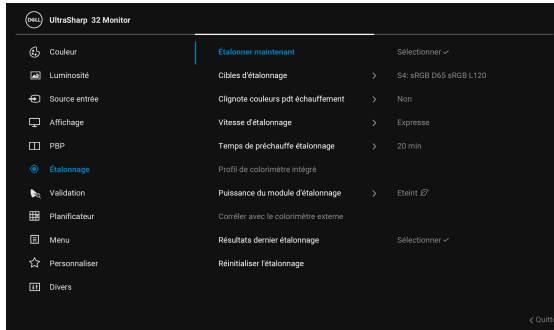 DELL UltraSharp 32 Monitor
Couleur
Étalonner maintenant Sélectionner
Luminosité
Cibles d'étalonnage S4: sRGB D65 sRGB L120
Source entrée
Clignote couleurs pdt échauffement Non
Affichage
Vitesse d'étalonnage Expresse
PBP
Temps de préchauffe étalonnage 20 min
Étalonnage
Profil de colorimètre intégré
Validation
Puissance du module d'étalonnage Eteint
Planificateur
Corréler avec le colorimètre externe
Menu
Résultats dernier étalonnage Sélectionner
Personnaliser
Réinitialiser l'étalonnage
Divers